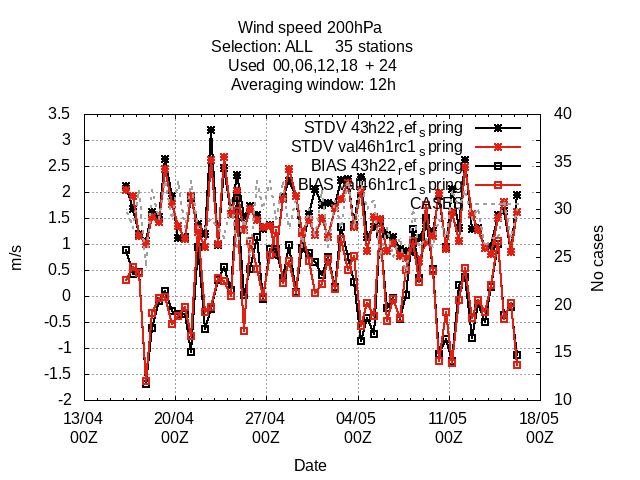 Wind speed 200hPa
Selection: ALL 35 stations
Used 00,06,12,18 + 24
Averaging window: 12h
STDV 43h22_ref_spring
STDV val46h1rc1_spring
BIAS 43h22_ref_spring
BIAS val46h1rc1_spring
CASES
3.5
3
2.5
2
1.5
1
0.5
0
-0.5
-1
-1.5
-2
m/s
40
35
30
25
20
15
10
No cases
13/04 20/04 27/04 04/05 11/05 18/05
00Z 00Z 00Z 00Z 00Z 00Z
Date